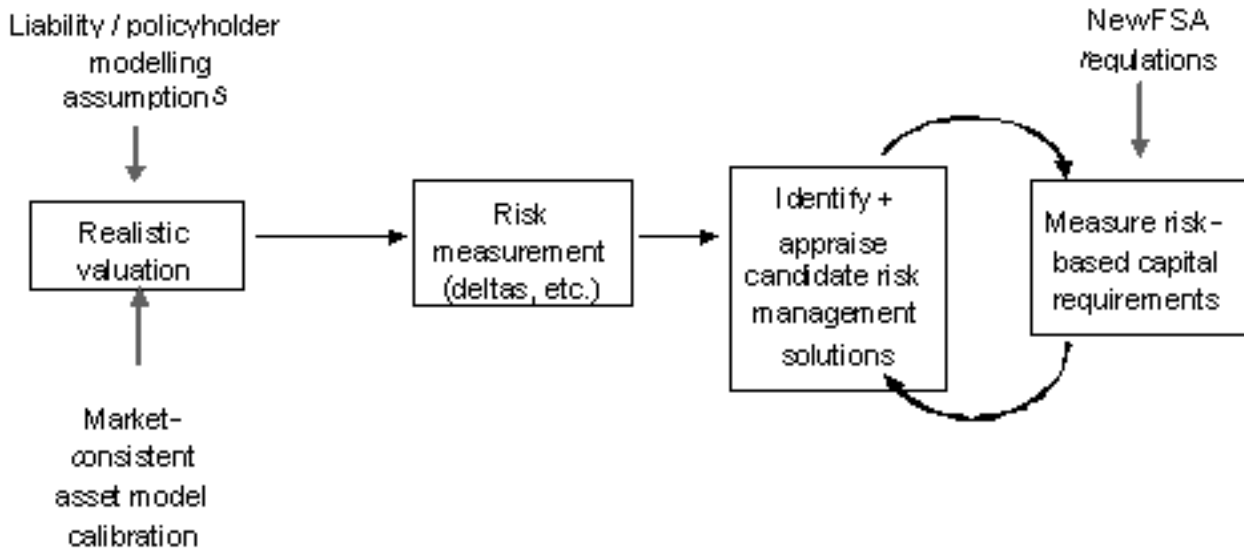 Liability / policyholder
modelling
assumptions
Realistic
valuation
Market-
consistent
asset model
calibration
Risk
measurement
(deltas, etc.)
Identify +
appraise
candidate risk
management
solutions
New FSA
requlations
Measure risk-
based capital
requirements